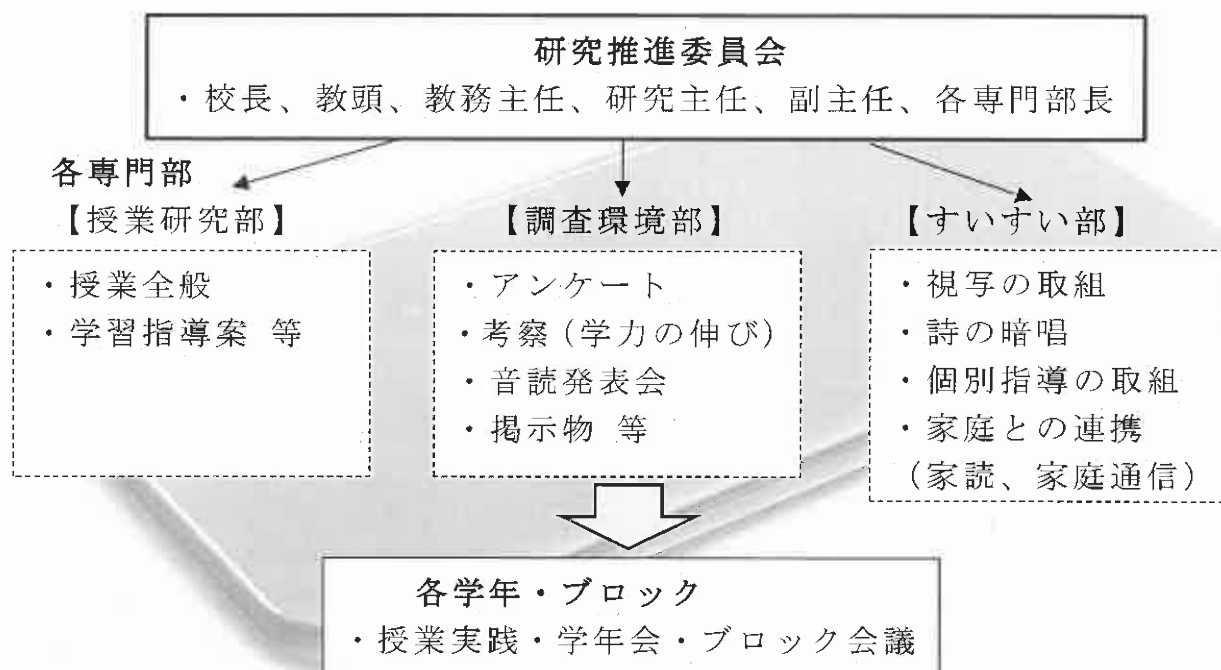 研究推進委員会
・校長、教頭、教務主任、研究主任、副主任、各専門部長
各専門部
【授業研究部】
・授業全般
・学習指導案 等
【調査環境部】
・アンケート
・考察(学力の伸び)
・音読発表会
・掲示物 等
【すいすい部】
・視写の取組
・詩の暗唱
・個別指導の取組
・家庭との連携
(家読、家庭通信)
各学年・ブロック
・授業実践・学年会・ブロック会議